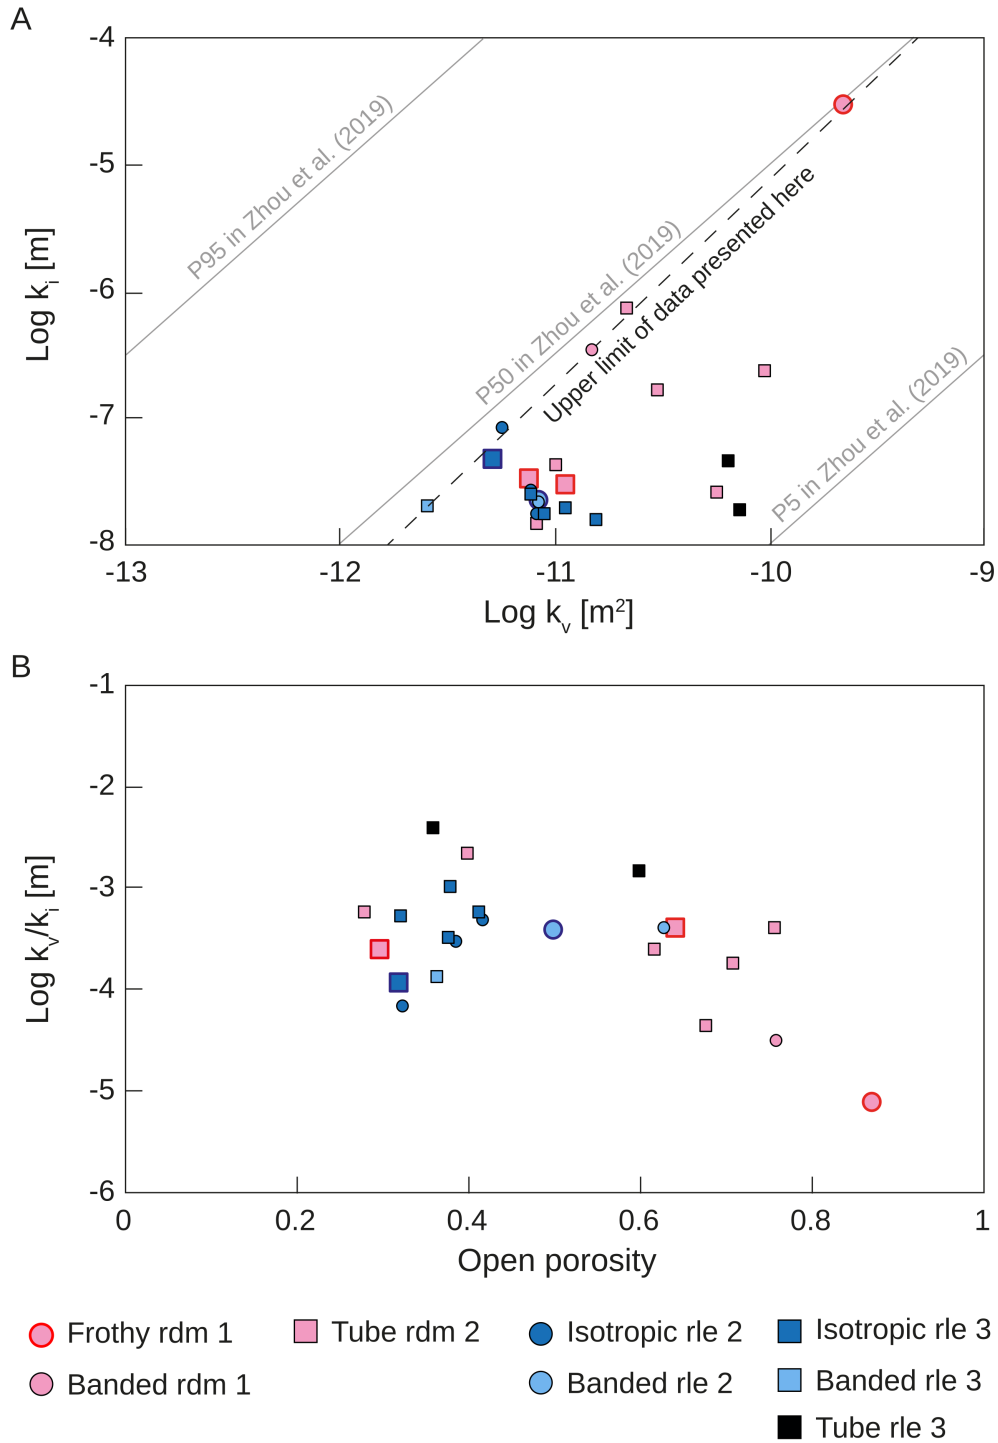 A
-4
-5
-6
-7
-8
Log kᵢ [m]
P95 in Zhou et al. (2019)
P50 in Zhou et al. (2019)
Upper limit of data presented here
P5 in Zhou et al. (2019)
-13 -12 -11 -10 -9
Log kᵥ [m²]
B
-1
-2
-3
-4
-5
-6
Log kᵥ/kᵢ [m]
0 0.2 0.4 0.6 0.8 1
Open porosity
Frothy rdm 1 Tube rdm 2 Isotropic rle 2 Isotropic rle 3
Banded rdm 1 Banded rle 2 Banded rle 3
Tube rle 3